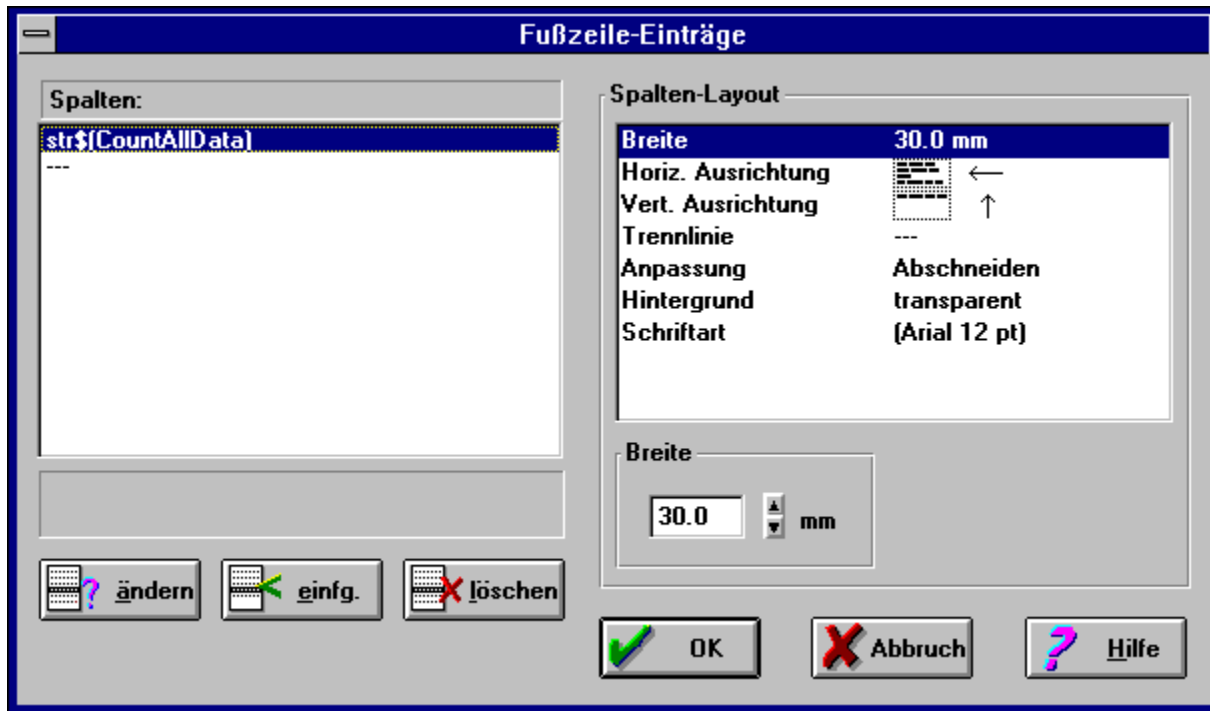 Fußzeile-Einträge
Spalten:
str$(CountAllData)
---
ändern
einfg.
löschen
Spalten-Layout
Breite 30.0 mm
Horiz. Ausrichtung ←
Vert. Ausrichtung ↑
Trennlinie ---
Anpassung Abschneiden
Hintergrund transparent
Schriftart (Arial 12 pt)
Breite
30.0 mm
OK
Abbruch
Hilfe